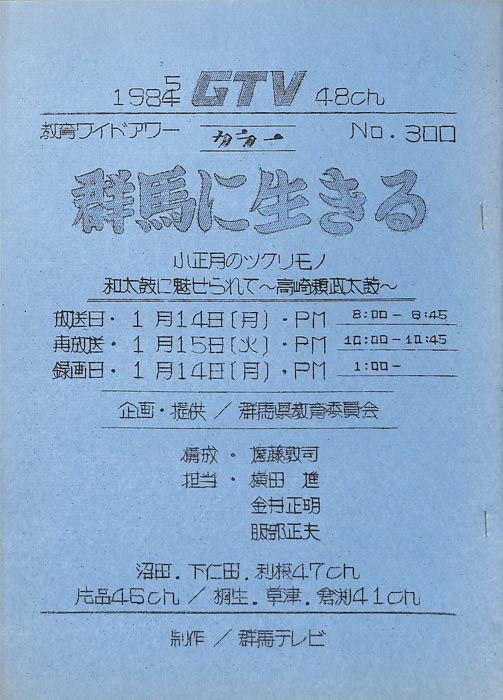 5
1984 GTV 48ch
教育ワイドアワー カラー No.300
群馬に生きる
小正月のツクリモノ
和太鼓に魅せられて～高崎頼政太鼓～
放送日・1月14日(月)・PM 8:00-8:45
再放送・1月15日(火)・PM 10:00-10:45
録画日・1月14日(月)・PM 1:00-
企画・提供／群馬県教育委員会
構成・遠藤敦司
担当・横田 進
金井正明
服部正夫
沼田.下仁田.利根47ch
片品46ch／桐生.草津.倉渕41ch
制作／群馬テレビ